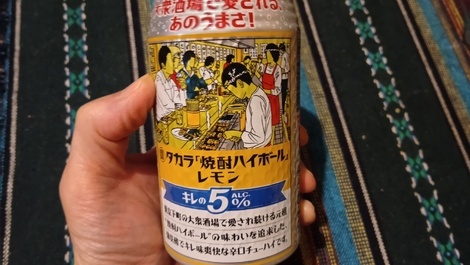 大衆酒場で愛される、
あのうまさ!
タカラ「焼酎ハイボール」
レモン
キレの5%
ALC.
東京下町の大衆酒場で愛され続ける元祖
"焼酎ハイボール"の味わいを追求した、
でキレ味爽快な辛口チューハイです。